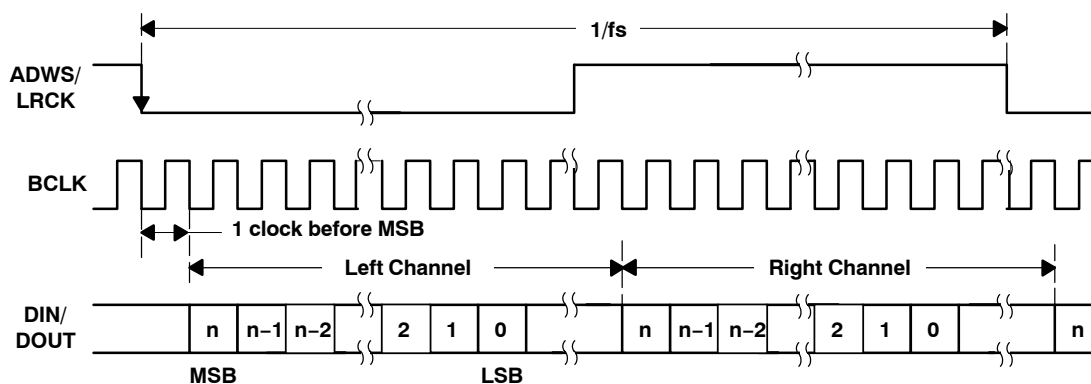 1/fs
ADWS/
LRCK
BCLK
1 clock before MSB
Left Channel Right Channel
DIN/
DOUT
n n−1 n−2 2 1 0 n n−1 n−2 2 1 0 n
MSB LSB